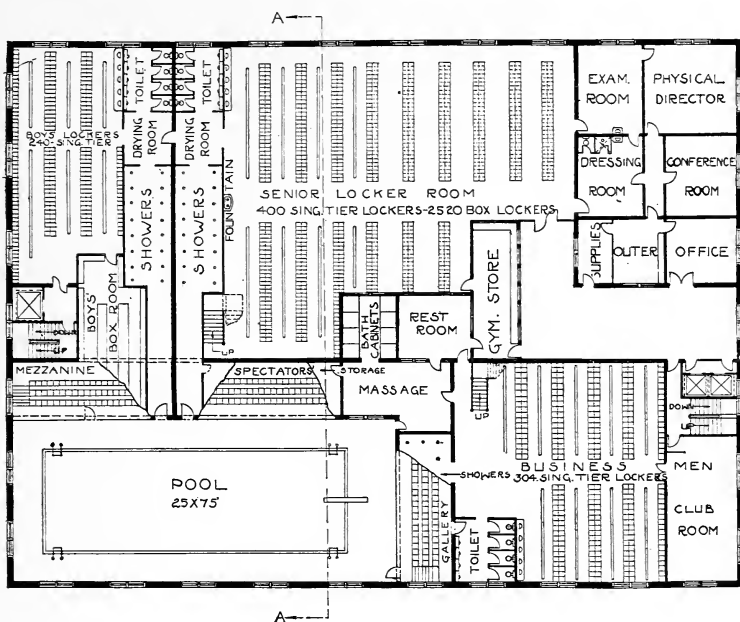 A
TOILET
TOILET
EXAM.
ROOM
PHYSICAL
DIRECTOR
BOYS LOCKERS
240-SING.TIER
DRYING
ROOM
DRYING
ROOM
DRESSING
ROOM
CONFERENCE
ROOM
SHOWERS
SHOWERS
FOUNTAIN
SENIOR LOCKER ROOM
400 SING. TIER LOCKERS-2520 BOX LOCKERS
SUPPLIES
OUTER
OFFICE
BOYS'
BOX ROOM
GYM. STORE
BATH
CABINETS
REST
ROOM
DOWN
UP
UP
MEZZANINE
SPECTATORS
STORAGE
MASSAGE
UP
DOWN
UP
POOL
25X75'
SHOWERS
BUSINESS
304. SING. TIER LOCKERS
MEN
CLUB
ROOM
GALLERY
TOILET
A